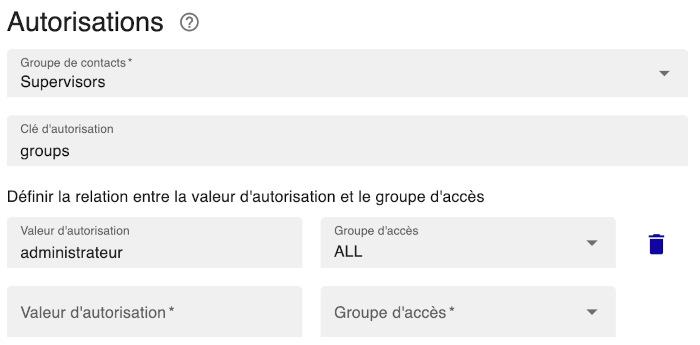 Autorisations
Groupe de contacts *
Supervisors
Clé d'autorisation
groups
Définir la relation entre la valeur d'autorisation et le groupe d'accès
Valeur d'autorisation
administrateur
Groupe d'accès
ALL
Valeur d'autorisation *
Groupe d'accès *